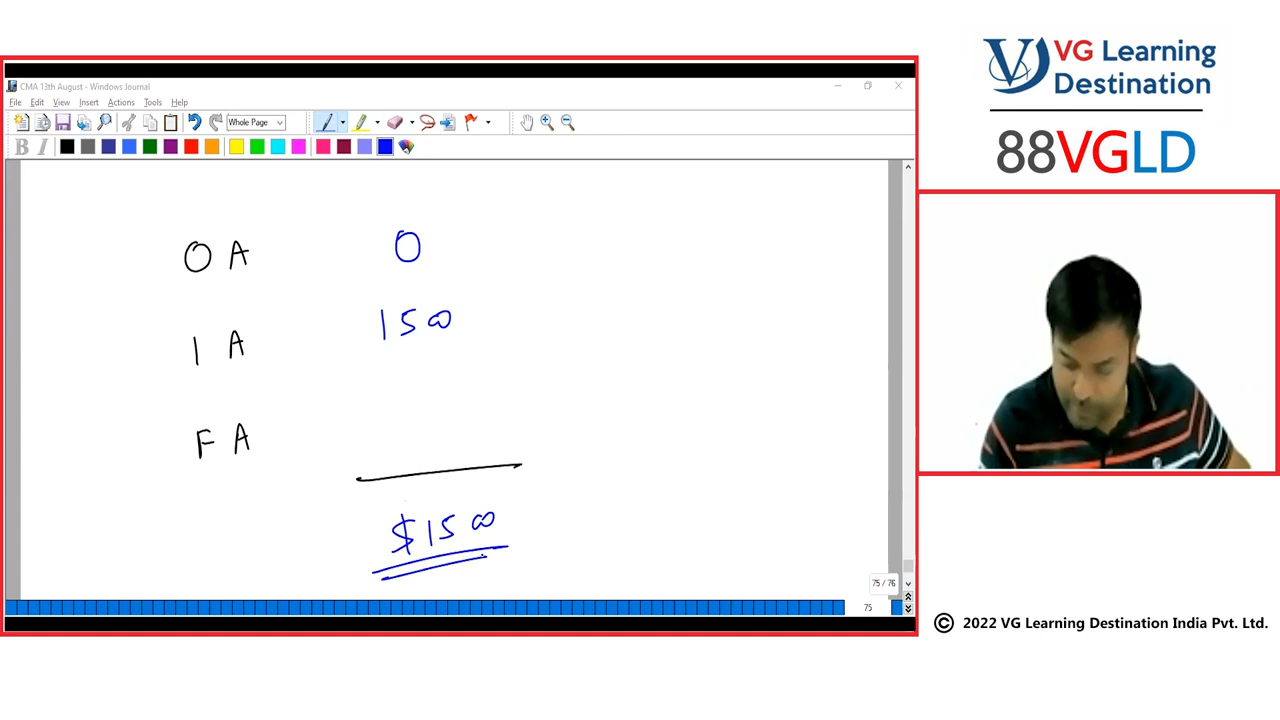 CMA 13th August - Windows Journal
File Edit View Insert Actions Tools Help
Whole Page
B I
O A 0
I A 1500
F A
$1500
75 / 76
75
VG Learning
Destination
88VGLD
© 2022 VG Learning Destination India Pvt. Ltd.